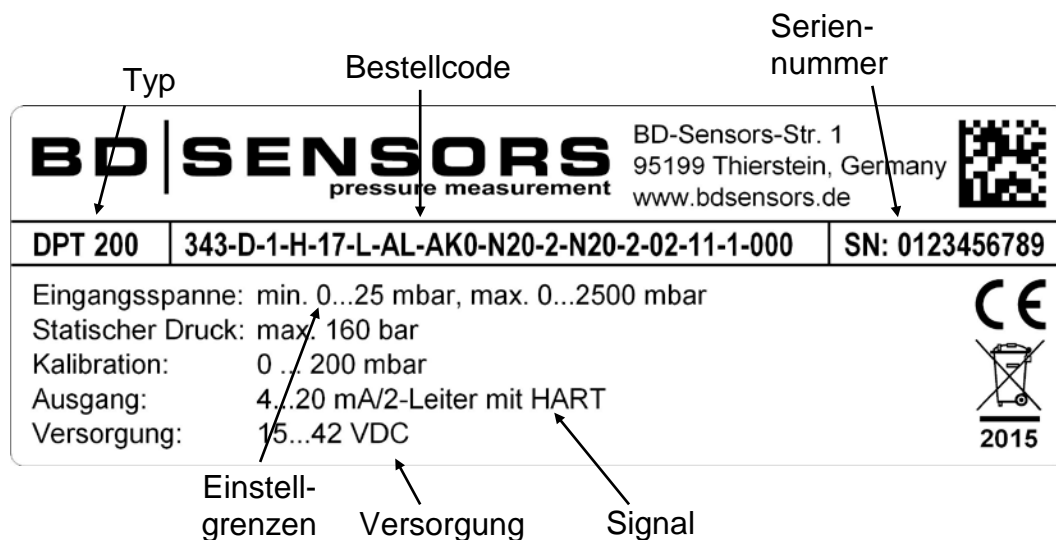 Serien-
nummer
Typ
Bestellcode
BD|SENSORS
pressure measurement
BD-Sensors-Str. 1
95199 Thierstein, Germany
www.bdsensors.de
DPT 200
343-D-1-H-17-L-AL-AK0-N20-2-N20-2-02-11-1-000
SN: 0123456789
Eingangsspanne: min. 0...25 mbar, max. 0...2500 mbar
Statischer Druck: max. 160 bar
Kalibration: 0 ... 200 mbar
Ausgang: 4...20 mA/2-Leiter mit HART
Versorgung: 15...42 VDC
CE
2015
Einstell-
grenzen
Versorgung
Signal